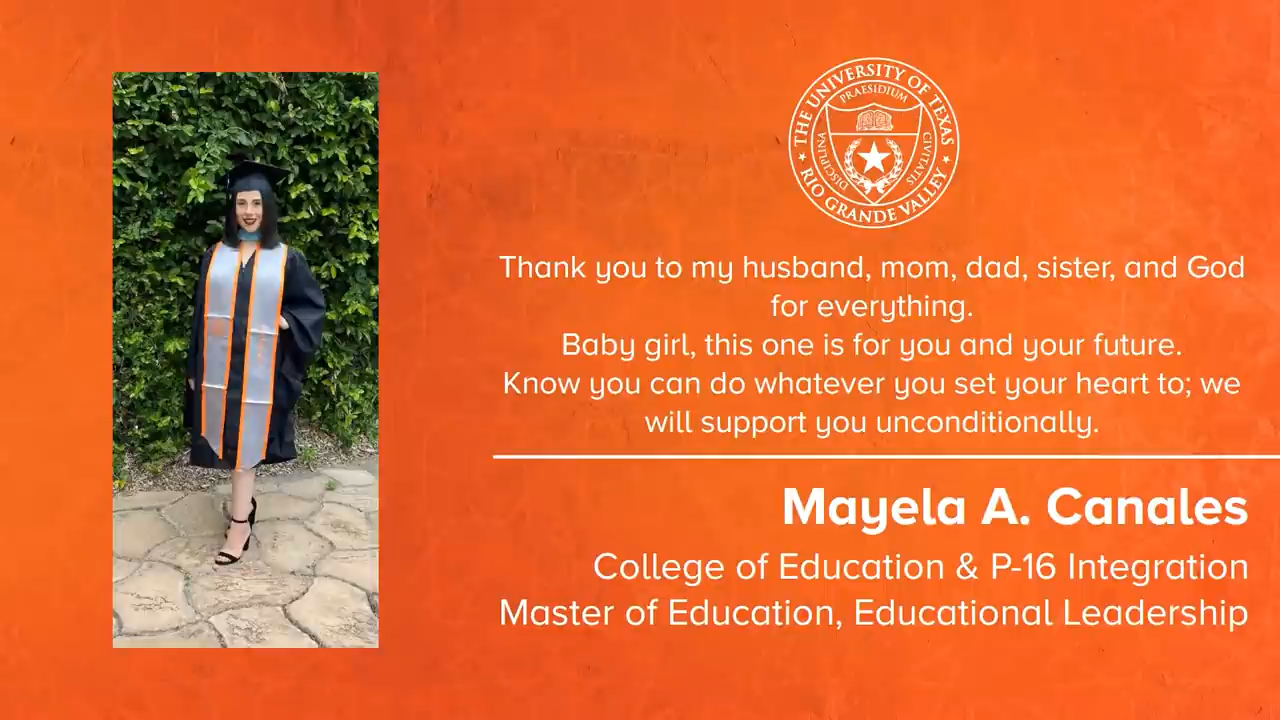 THE UNIVERSITY OF TEXAS
RIO GRANDE VALLEY
PRAESIDIUM
DISCIPLINA
CIVITATIS
Thank you to my husband, mom, dad, sister, and God
for everything.
Baby girl, this one is for you and your future.
Know you can do whatever you set your heart to; we
will support you unconditionally.
Mayela A. Canales
College of Education & P-16 Integration
Master of Education, Educational Leadership